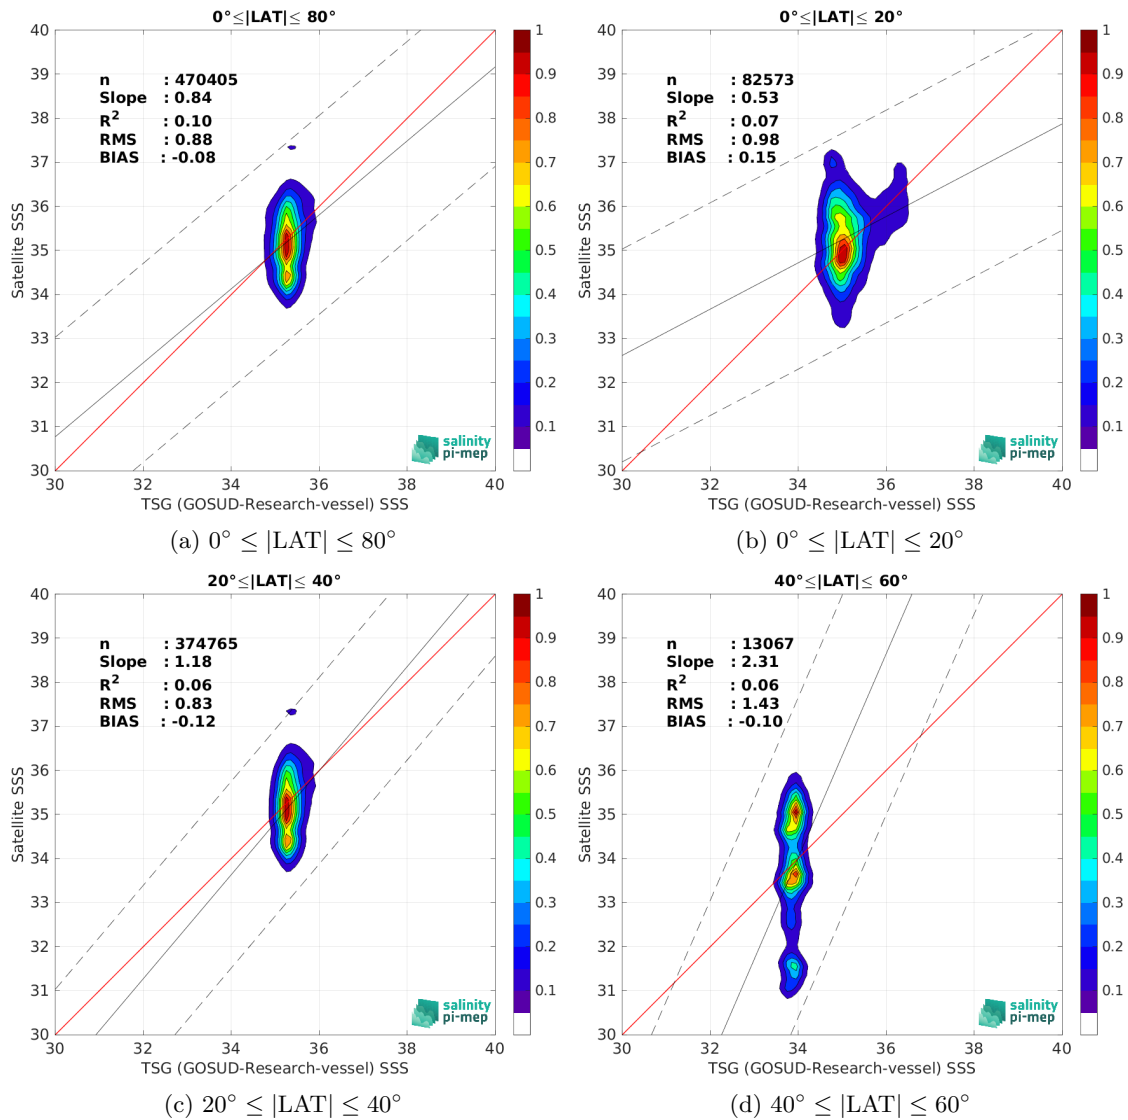 0°≤|LAT|≤ 80°
40
39
38
37
36
35
34
33
32
31
30
30
32
34
36
38
40
Satellite SSS
TSG (GOSUD-Research-vessel) SSS
n : 470405
Slope : 0.84
R2 : 0.10
RMS : 0.88
BIAS : -0.08
salinity
pi-mep
1
0.9
0.8
0.7
0.6
0.5
0.4
0.3
0.2
0.1
(a) 0° ≤ |LAT| ≤ 80°
0°≤|LAT|≤ 20°
40
39
38
37
36
35
34
33
32
31
30
30
32
34
36
38
40
Satellite SSS
TSG (GOSUD-Research-vessel) SSS
n : 82573
Slope : 0.53
R2 : 0.07
RMS : 0.98
BIAS : 0.15
salinity
pi-mep
1
0.9
0.8
0.7
0.6
0.5
0.4
0.3
0.2
0.1
(b) 0° ≤ |LAT| ≤ 20°
20°≤|LAT|≤ 40°
40
39
38
37
36
35
34
33
32
31
30
30
32
34
36
38
40
Satellite SSS
TSG (GOSUD-Research-vessel) SSS
n : 374765
Slope : 1.18
R2 : 0.06
RMS : 0.83
BIAS : -0.12
salinity
pi-mep
1
0.9
0.8
0.7
0.6
0.5
0.4
0.3
0.2
0.1
(c) 20° ≤ |LAT| ≤ 40°
40°≤|LAT|≤ 60°
40
39
38
37
36
35
34
33
32
31
30
30
32
34
36
38
40
Satellite SSS
TSG (GOSUD-Research-vessel) SSS
n : 13067
Slope : 2.31
R2 : 0.06
RMS : 1.43
BIAS : -0.10
salinity
pi-mep
1
0.9
0.8
0.7
0.6
0.5
0.4
0.3
0.2
0.1
(d) 40° ≤ |LAT| ≤ 60°